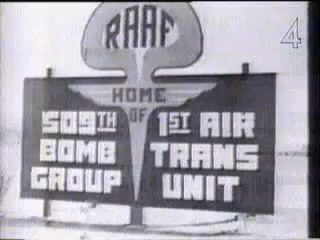 4
RAAF
HOME
OF
509TH
BOMB
GROUP
1ST AIR
TRANS
UNIT